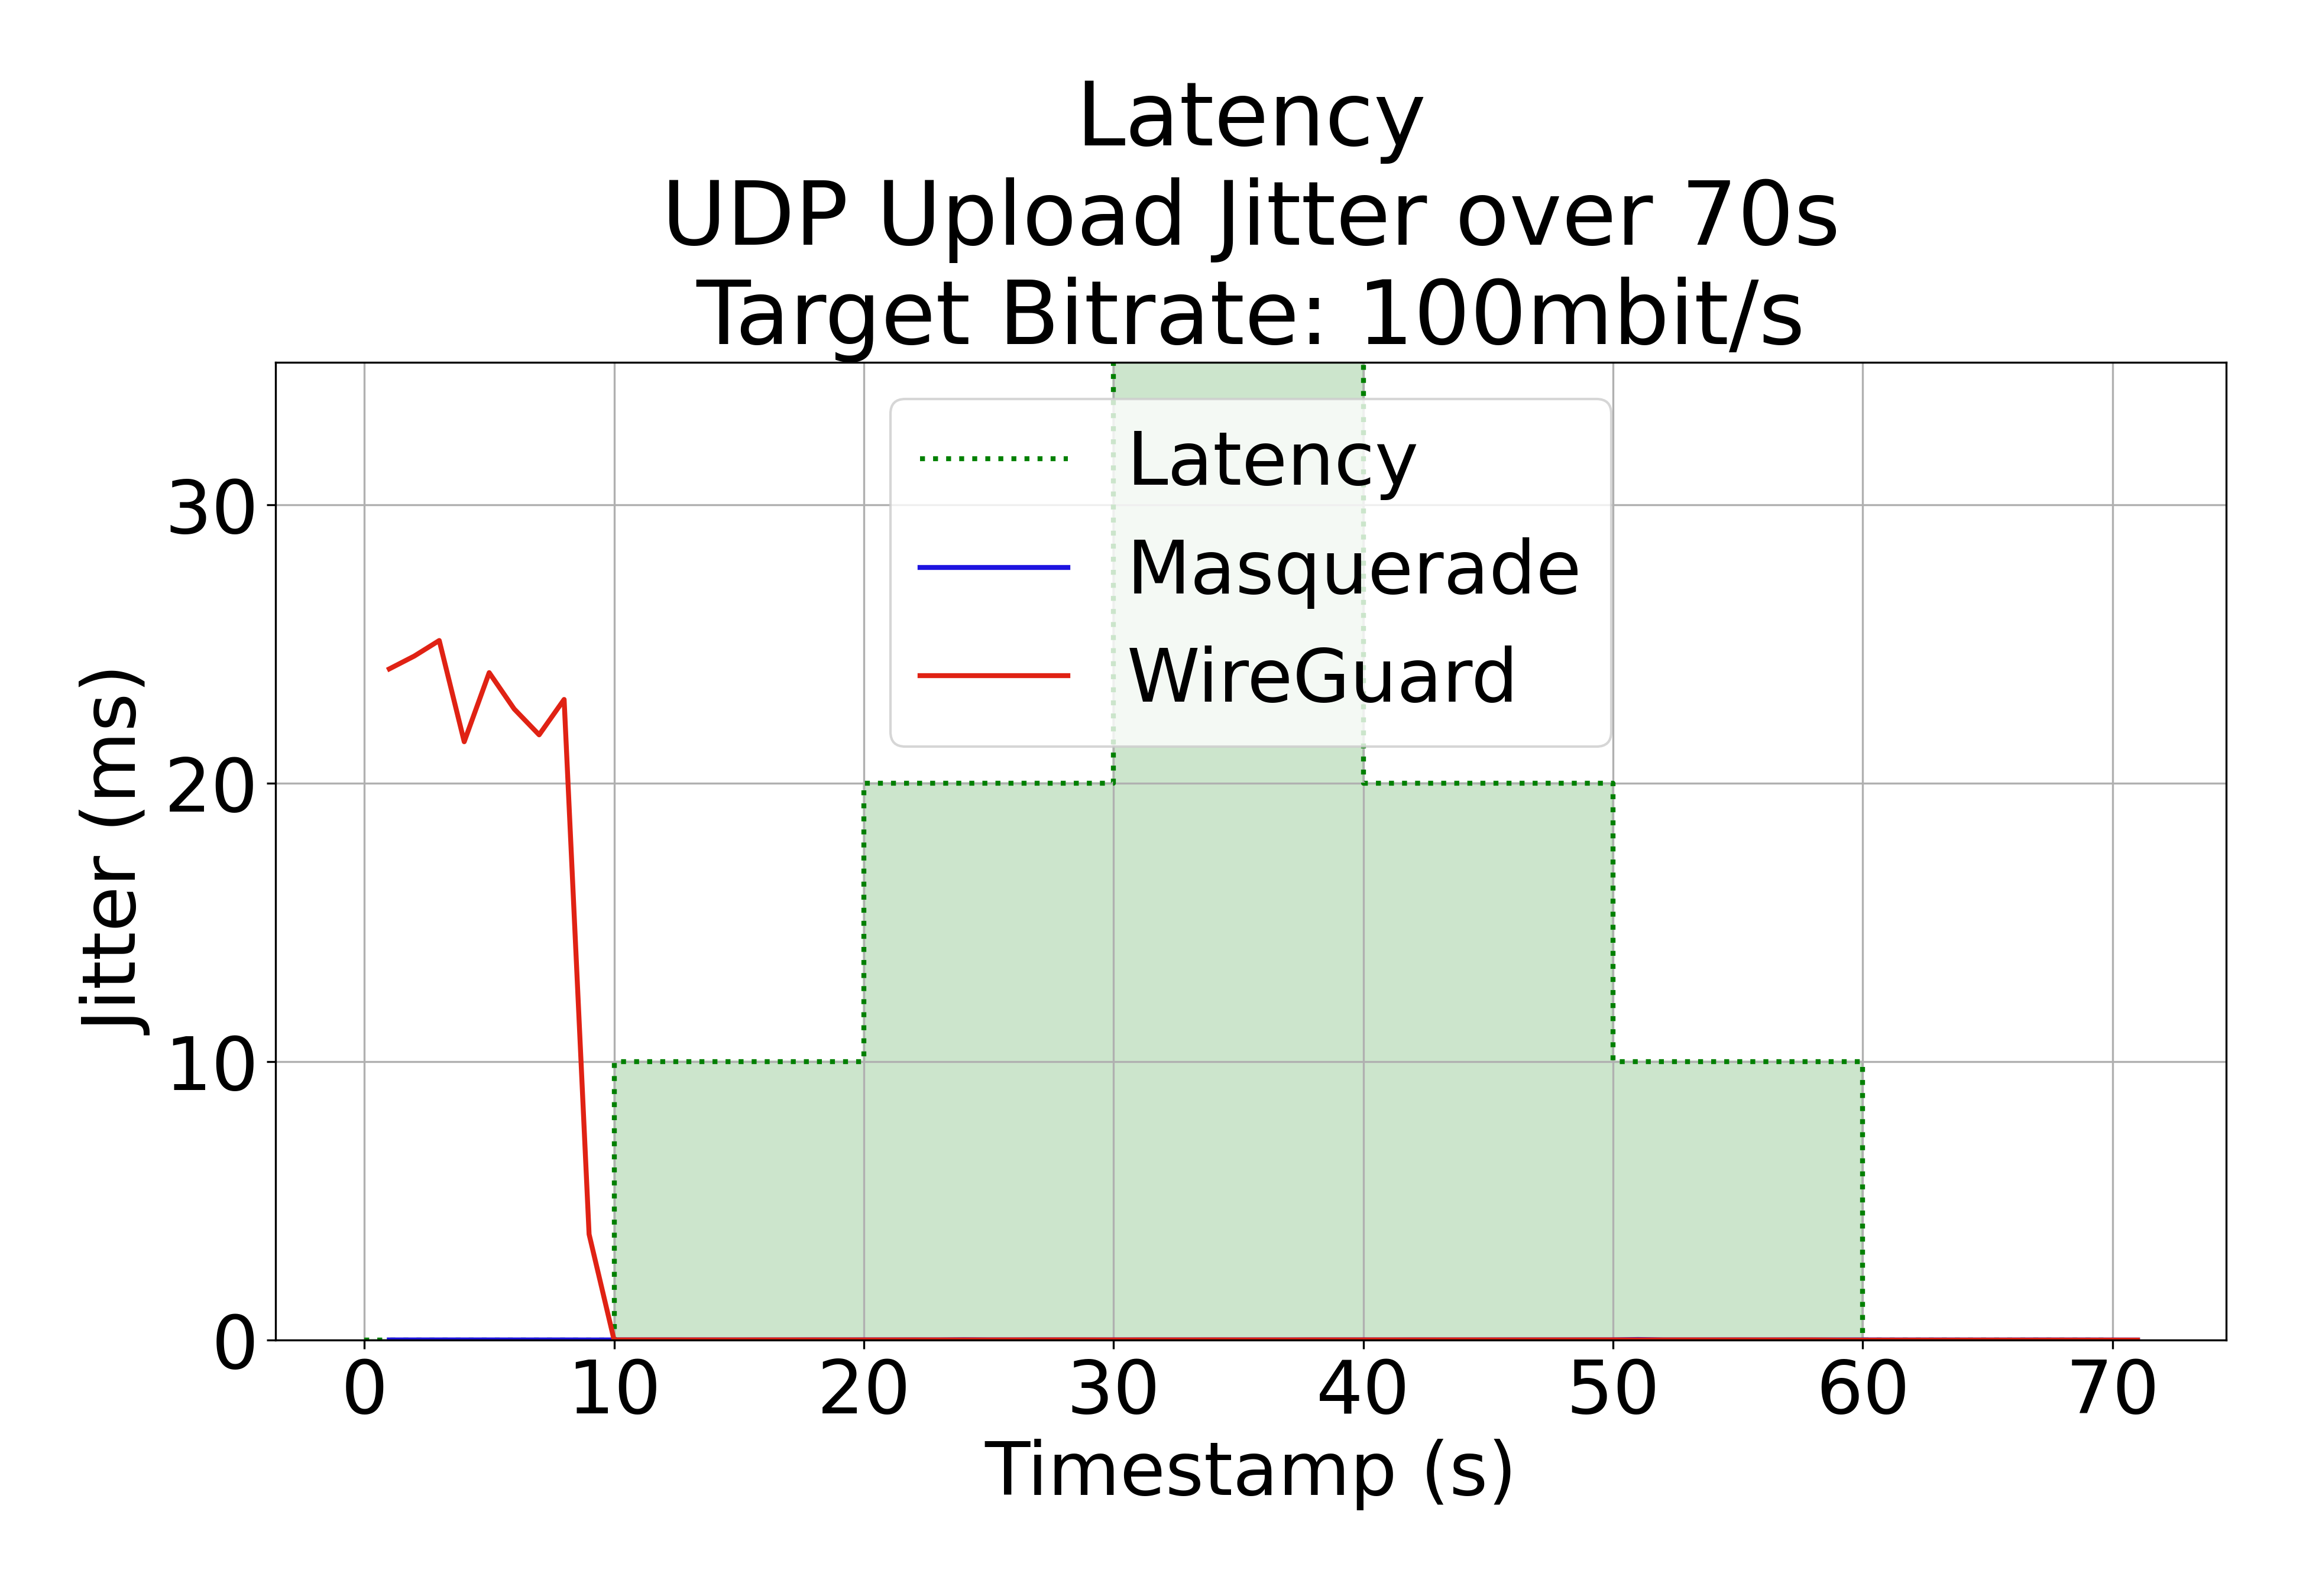 Latency
UDP Upload Jitter over 70s
Target Bitrate: 100mbit/s
Latency
Masquerade
WireGuard
Jitter (ms)
30
20
10
0
0 10 20 30 40 50 60 70
Timestamp (s)